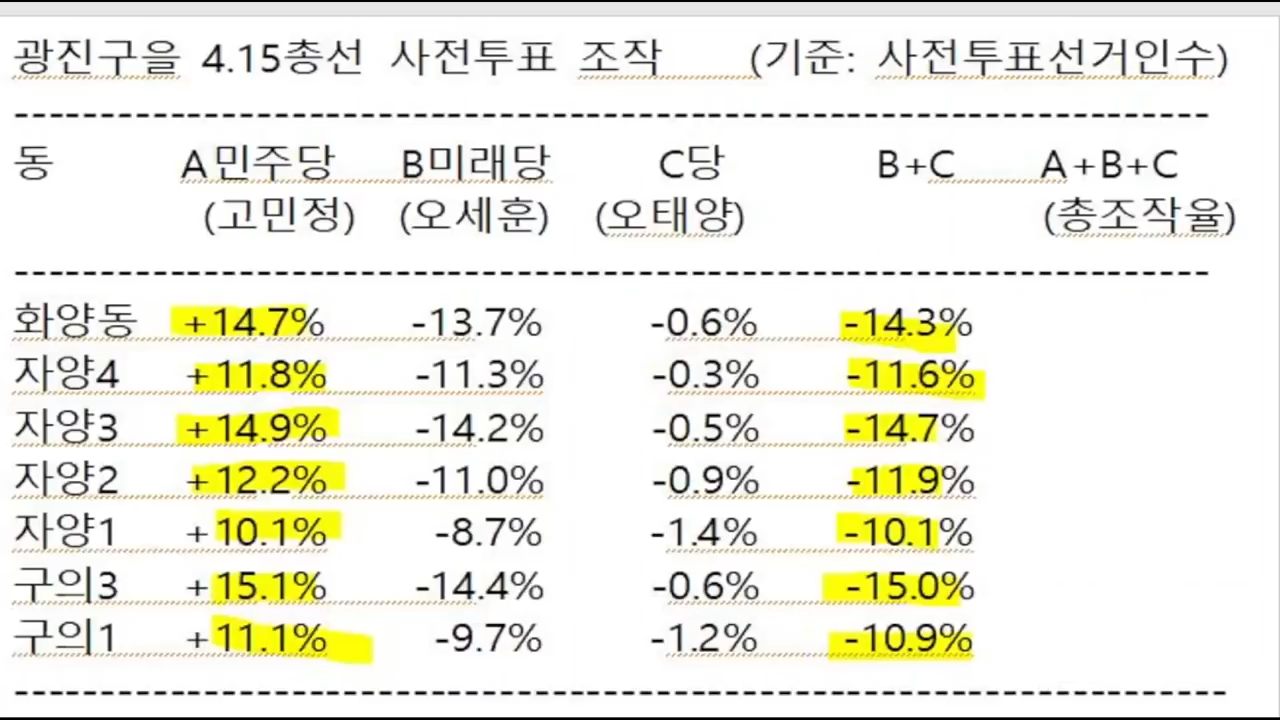 광진구을 4.15총선 사전투표 조작 (기준: 사전투표선거인수)
동 A민주당 B미래당 C당 B+C A+B+C
(고민정) (오세훈) (오태양) (총조작율)
화양동 +14.7% -13.7% -0.6% -14.3%
자양4 +11.8% -11.3% -0.3% -11.6%
자양3 +14.9% -14.2% -0.5% -14.7%
자양2 +12.2% -11.0% -0.9% -11.9%
자양1 +10.1% -8.7% -1.4% -10.1%
구의3 +15.1% -14.4% -0.6% -15.0%
구의1 +11.1% -9.7% -1.2% -10.9%